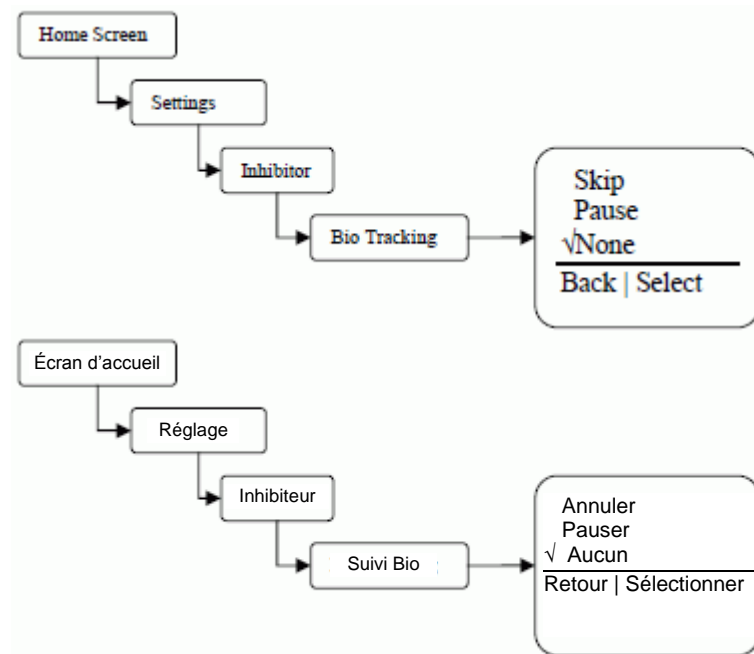 Home Screen
Settings
Inhibitor
Bio Tracking
Skip
Pause
√None
Back | Select
Écran d'accueil
Réglage
Inhibiteur
Suivi Bio
Annuler
Pauser
√ Aucun
Retour | Sélectionner